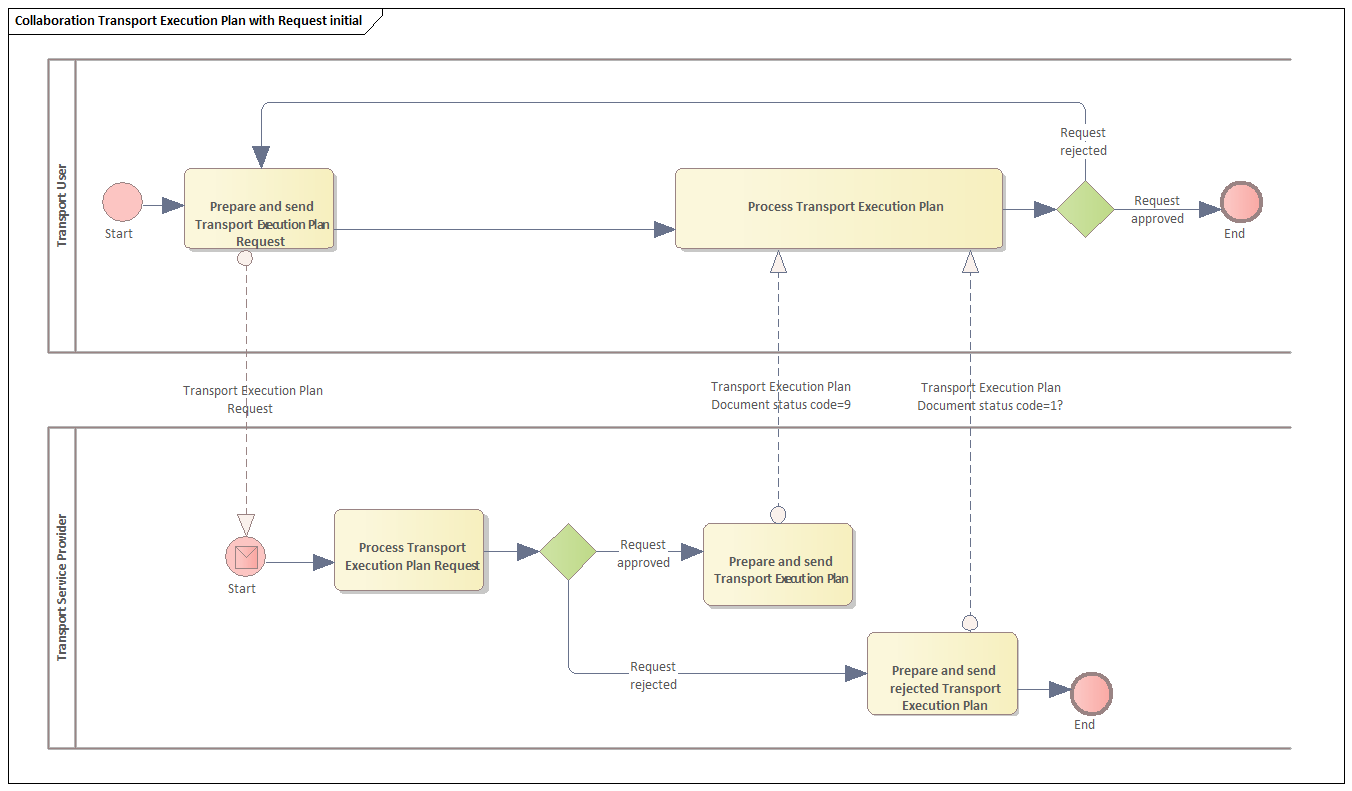 Collaboration Transport Execution Plan with Request initial
Transport User
Start
Prepare and send
Transport Execution Plan
Request
Process Transport Execution Plan
Request
rejected
Request
approved
End
Transport Execution Plan
Request
Transport Execution Plan
Document status code=9
Transport Execution Plan
Document status code=1?
Transport Service Provider
Start
Process Transport
Execution Plan Request
Request
approved
Prepare and send
Transport Execution Plan
Request
rejected
Prepare and send
rejected Transport
Execution Plan
End